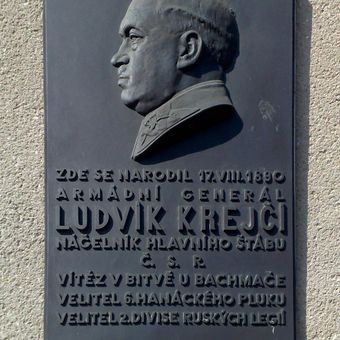 ZDE SE NARODIL 17.VIII.1890
ARMÁDNÍ GENERÁL
LUDVÍK KREJČÍ
NÁČELNÍK HLAVNÍHO ŠTÁBU
Č. S. R.
VÍTĚZ V BITVĚ U BACHMAČE
VELITEL 6.HANÁCKÉHO PLUKU
VELITEL 2.DIVISE RUSKÝCH LEGIÍ